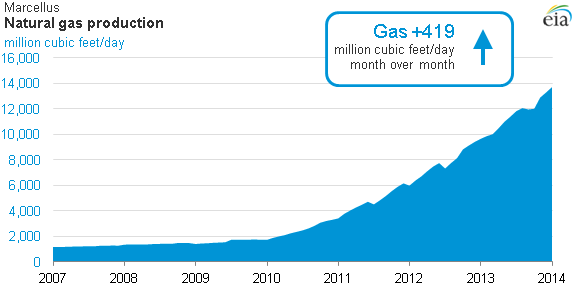 Marcellus
Natural gas production
million cubic feet/day
eia
Gas +419
million cubic feet/day
month over month
16,000
14,000
12,000
10,000
8,000
6,000
4,000
2,000
0
2007 2008 2009 2010 2011 2012 2013 2014